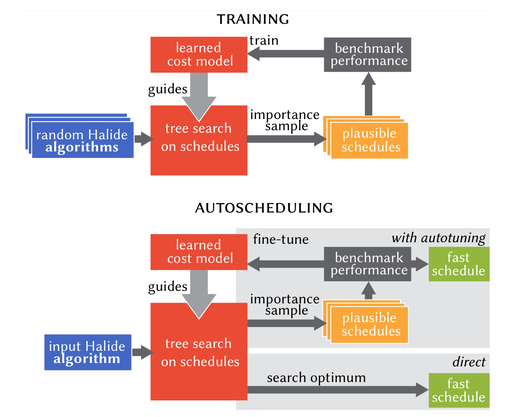 TRAINING
learned
cost model
train
benchmark
performance
guides
random Halide
algorithms
tree search
on schedules
importance
sample
plausible
schedules
AUTOSCHEDULING
learned
cost model
fine-tune
with autotuning
benchmark
performance
fast
schedule
guides
importance
sample
plausible
schedules
input Halide
algorithm
tree search
on schedules
direct
search optimum
fast
schedule